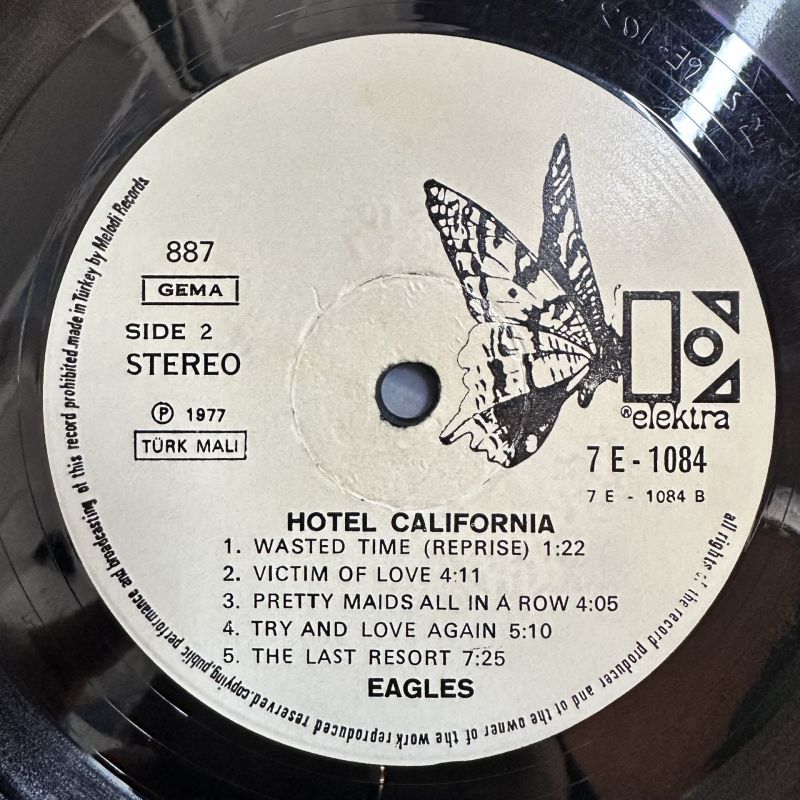 887
GEMA
SIDE 2
STEREO
Ⓟ 1977
TÜRK MALI
®elektra
7 E - 1084
7 E - 1084 B
HOTEL CALIFORNIA
1. WASTED TIME (REPRISE) 1:22
2. VICTIM OF LOVE 4:11
3. PRETTY MAIDS ALL IN A ROW 4:05
4. TRY AND LOVE AGAIN 5:10
5. THE LAST RESORT 7:25
EAGLES
all rights of the record producer and of the owner of the work reproduced reserved.copying,public performance and broadcasting of this record prohibited.made in Turkey by Melodi Records